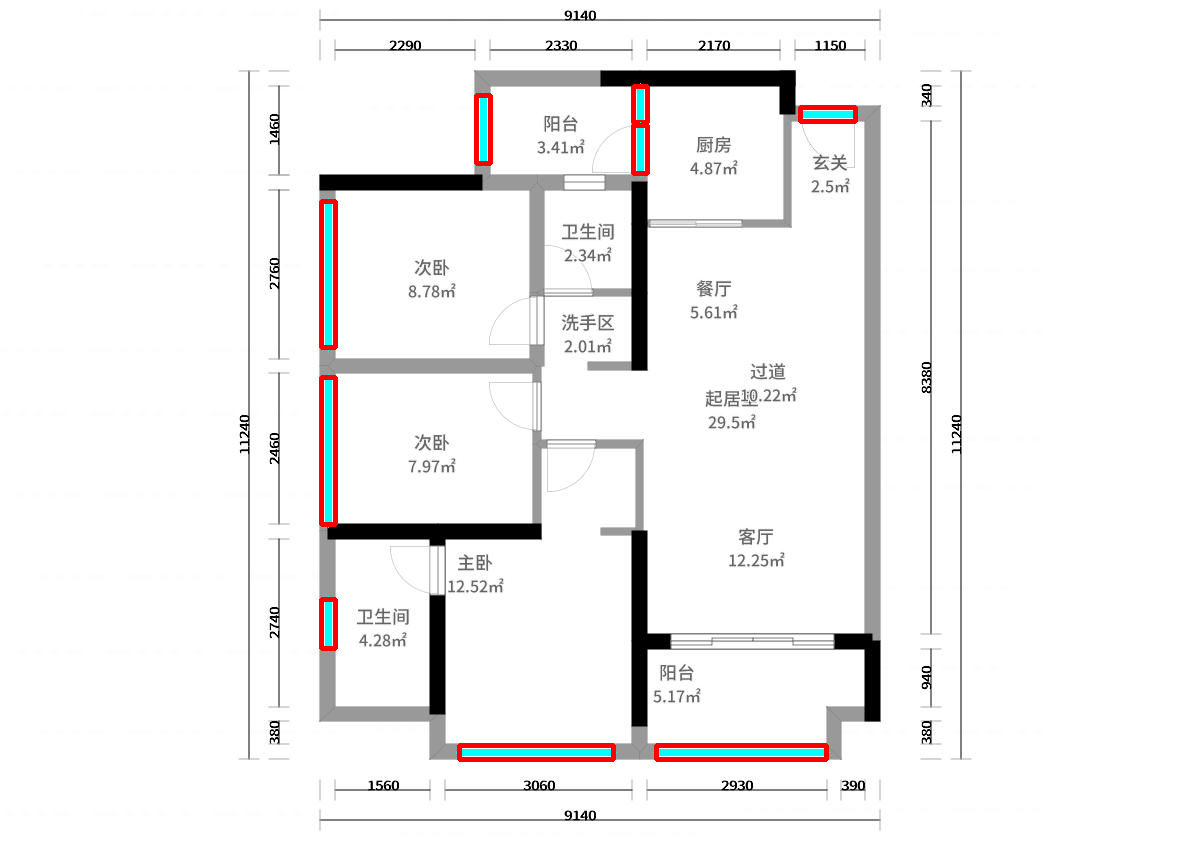 9140
2290
2330
2170
1150
340
1460
阳台
3.41㎡
厨房
4.87㎡
玄关
2.5㎡
卫生间
2.34㎡
次卧
8.78㎡
2760
餐厅
5.61㎡
洗手区
2.01㎡
过道
10.22㎡
起居室
29.5㎡
8380
11240
11240
次卧
7.97㎡
2460
客厅
12.25㎡
主卧
12.52㎡
卫生间
4.28㎡
2740
阳台
5.17㎡
940
380
380
1560
3060
2930
390
9140